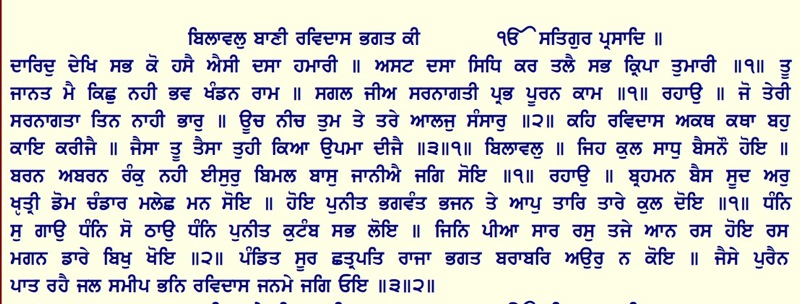 ਬਿਲਾਵਲੁ ਬਾਣੀ ਰਵਿਦਾਸ ਭਗਤ ਕੀ ੴ ਸਤਿਗੁਰ ਪ੍ਰਸਾਦਿ ॥
ਦਾਰਿਦੁ ਦੇਖਿ ਸਭ ਕੋ ਹਸੈ ਐਸੀ ਦਸਾ ਹਮਾਰੀ ॥ ਅਸਟ ਦਸਾ ਸਿਧਿ ਕਰ ਤਲੈ ਸਭ ਕ੍ਰਿਪਾ ਤੁਮਾਰੀ ॥੧॥ ਤੂ
ਜਾਨਤ ਮੈ ਕਿਛੁ ਨਹੀ ਭਵ ਖੰਡਨ ਰਾਮ ॥ ਸਗਲ ਜੀਅ ਸਰਨਾਗਤੀ ਪ੍ਰਭ ਪੂਰਨ ਕਾਮ ॥੧॥ ਰਹਾਉ ॥ ਜੋ ਤੇਰੀ
ਸਰਨਾਗਤਾ ਤਿਨ ਨਾਹੀ ਭਾਰੁ ॥ ਊਚ ਨੀਚ ਤੁਮ ਤੇ ਤਰੇ ਆਲਜੁ ਸੰਸਾਰੁ ॥੨॥ ਕਹਿ ਰਵਿਦਾਸ ਅਕਥ ਕਥਾ ਬਹੁ
ਕਾਇ ਕਰੀਜੈ ॥ ਜੈਸਾ ਤੂ ਤੈਸਾ ਤੁਹੀ ਕਿਆ ਉਪਮਾ ਦੀਜੈ ॥੩॥੧॥ ਬਿਲਾਵਲੁ ॥ ਜਿਹ ਕੁਲ ਸਾਧੁ ਬੈਸਨੌ ਹੋਇ ॥
ਬਰਨ ਅਬਰਨ ਰੰਕੁ ਨਹੀ ਈਸੁਰੁ ਬਿਮਲ ਬਾਸੁ ਜਾਨੀਐ ਜਗਿ ਸੋਇ ॥੧॥ ਰਹਾਉ ॥ ਬ੍ਰਹਮਨ ਬੈਸ ਸੂਦ ਅਰੁ
ਖ੍ਯ੍ਤ੍ਰੀ ਡੋਮ ਚੰਡਾਰ ਮਲੇਛ ਮਨ ਸੋਇ ॥ ਹੋਇ ਪੁਨੀਤ ਭਗਵੰਤ ਭਜਨ ਤੇ ਆਪੁ ਤਾਰਿ ਤਾਰੇ ਕੁਲ ਦੋਇ ॥੧॥ ਧੰਨਿ
ਸੁ ਗਾਉ ਧੰਨਿ ਸੋ ਠਾਉ ਧੰਨਿ ਪੁਨੀਤ ਕੁਟੰਬ ਸਭ ਲੋਇ ॥ ਜਿਨਿ ਪੀਆ ਸਾਰ ਰਸੁ ਤਜੇ ਆਨ ਰਸ ਹੋਇ ਰਸ
ਮਗਨ ਡਾਰੇ ਬਿਖੁ ਖੋਇ ॥੨॥ ਪੰਡਿਤ ਸੂਰ ਛਤ੍ਰਪਤਿ ਰਾਜਾ ਭਗਤ ਬਰਾਬਰਿ ਅਉਰੁ ਨ ਕੋਇ ॥ ਜੈਸੇ ਪੁਰੈਨ
ਪਾਤ ਰਹੈ ਜਲ ਸਮੀਪ ਭਨਿ ਰਵਿਦਾਸ ਜਨਮੇ ਜਗਿ ਓਇ ॥੩॥੨॥